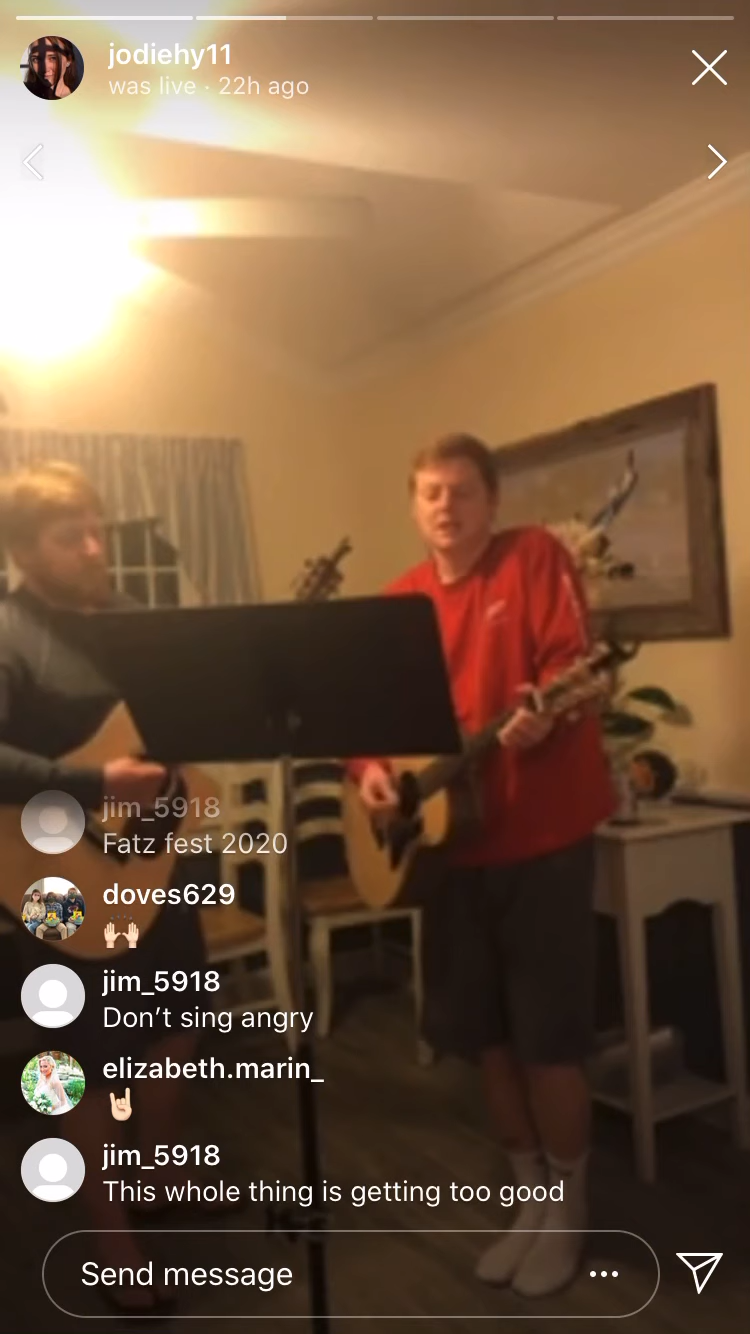 jodiehy11
was live · 22h ago
jim_5918
Fatz fest 2020
doves629
🙌🏻
jim_5918
Don’t sing angry
elizabeth.marin_
🤘🏻
jim_5918
This whole thing is getting too good
Send message